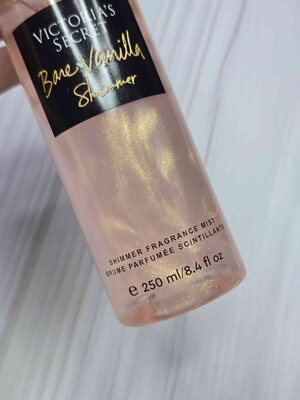 VICTORIA'S
SECRET
Bare Vanilla
Shimmer
SHIMMER FRAGRANCE MIST
BRUME PARFUMÉE SCINTILLANTE
e 250 ml/8.4 fl oz